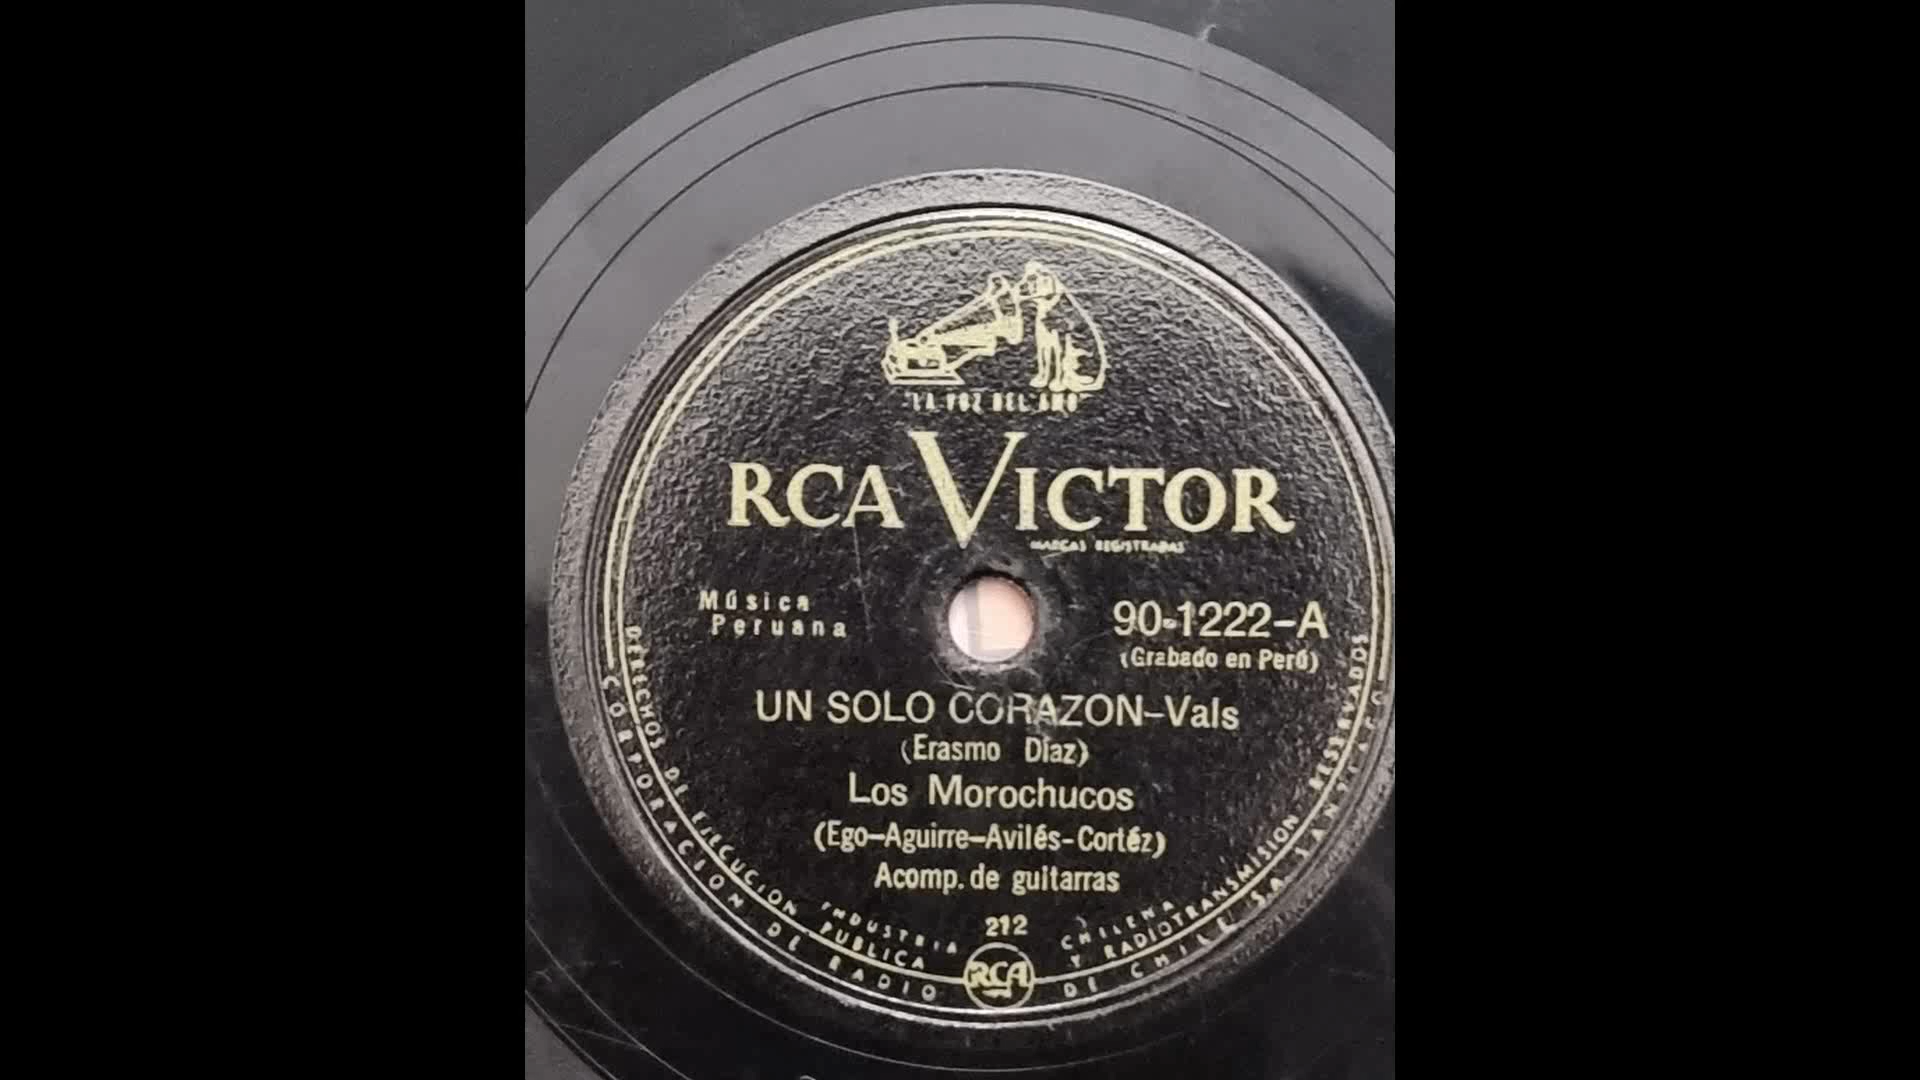 "LA VOZ DEL AMO"
RCA VICTOR
MARCAS REGISTRADAS
Música
Peruana
90-1222-A
(Grabado en Perú)
UN SOLO CORAZON-Vals
(Erasmo Díaz)
Los Morochucos
(Ego-Aguirre-Avilés-Cortéz)
Acomp. de guitarras
212
INDUSTRIA CHILENA
DERECHOS DE EJECUCION PUBLICA Y RADIOTRANSMISION RESERVADOS
CORPORACION DE RADIO DE CHILE S.A. SANTIAGO
RCA